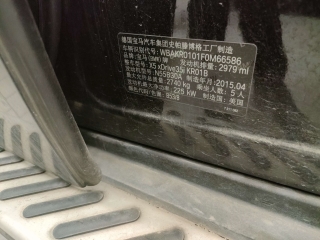 德国宝马汽车集团史帕腾博格工厂制造
车辆识别代号: WBAKR0101F0M66586
品牌: 宝马(BMW)牌 发动机排量: 2979 ml
整车型号: X5 xDrive35i KR01B
发动机型号: N55B30A 制造年月: 2015.04
最大允许总质量: 2740 kg 乘坐人数: 5 人
发动机最大净功率: 225 kW 制造国: 美国